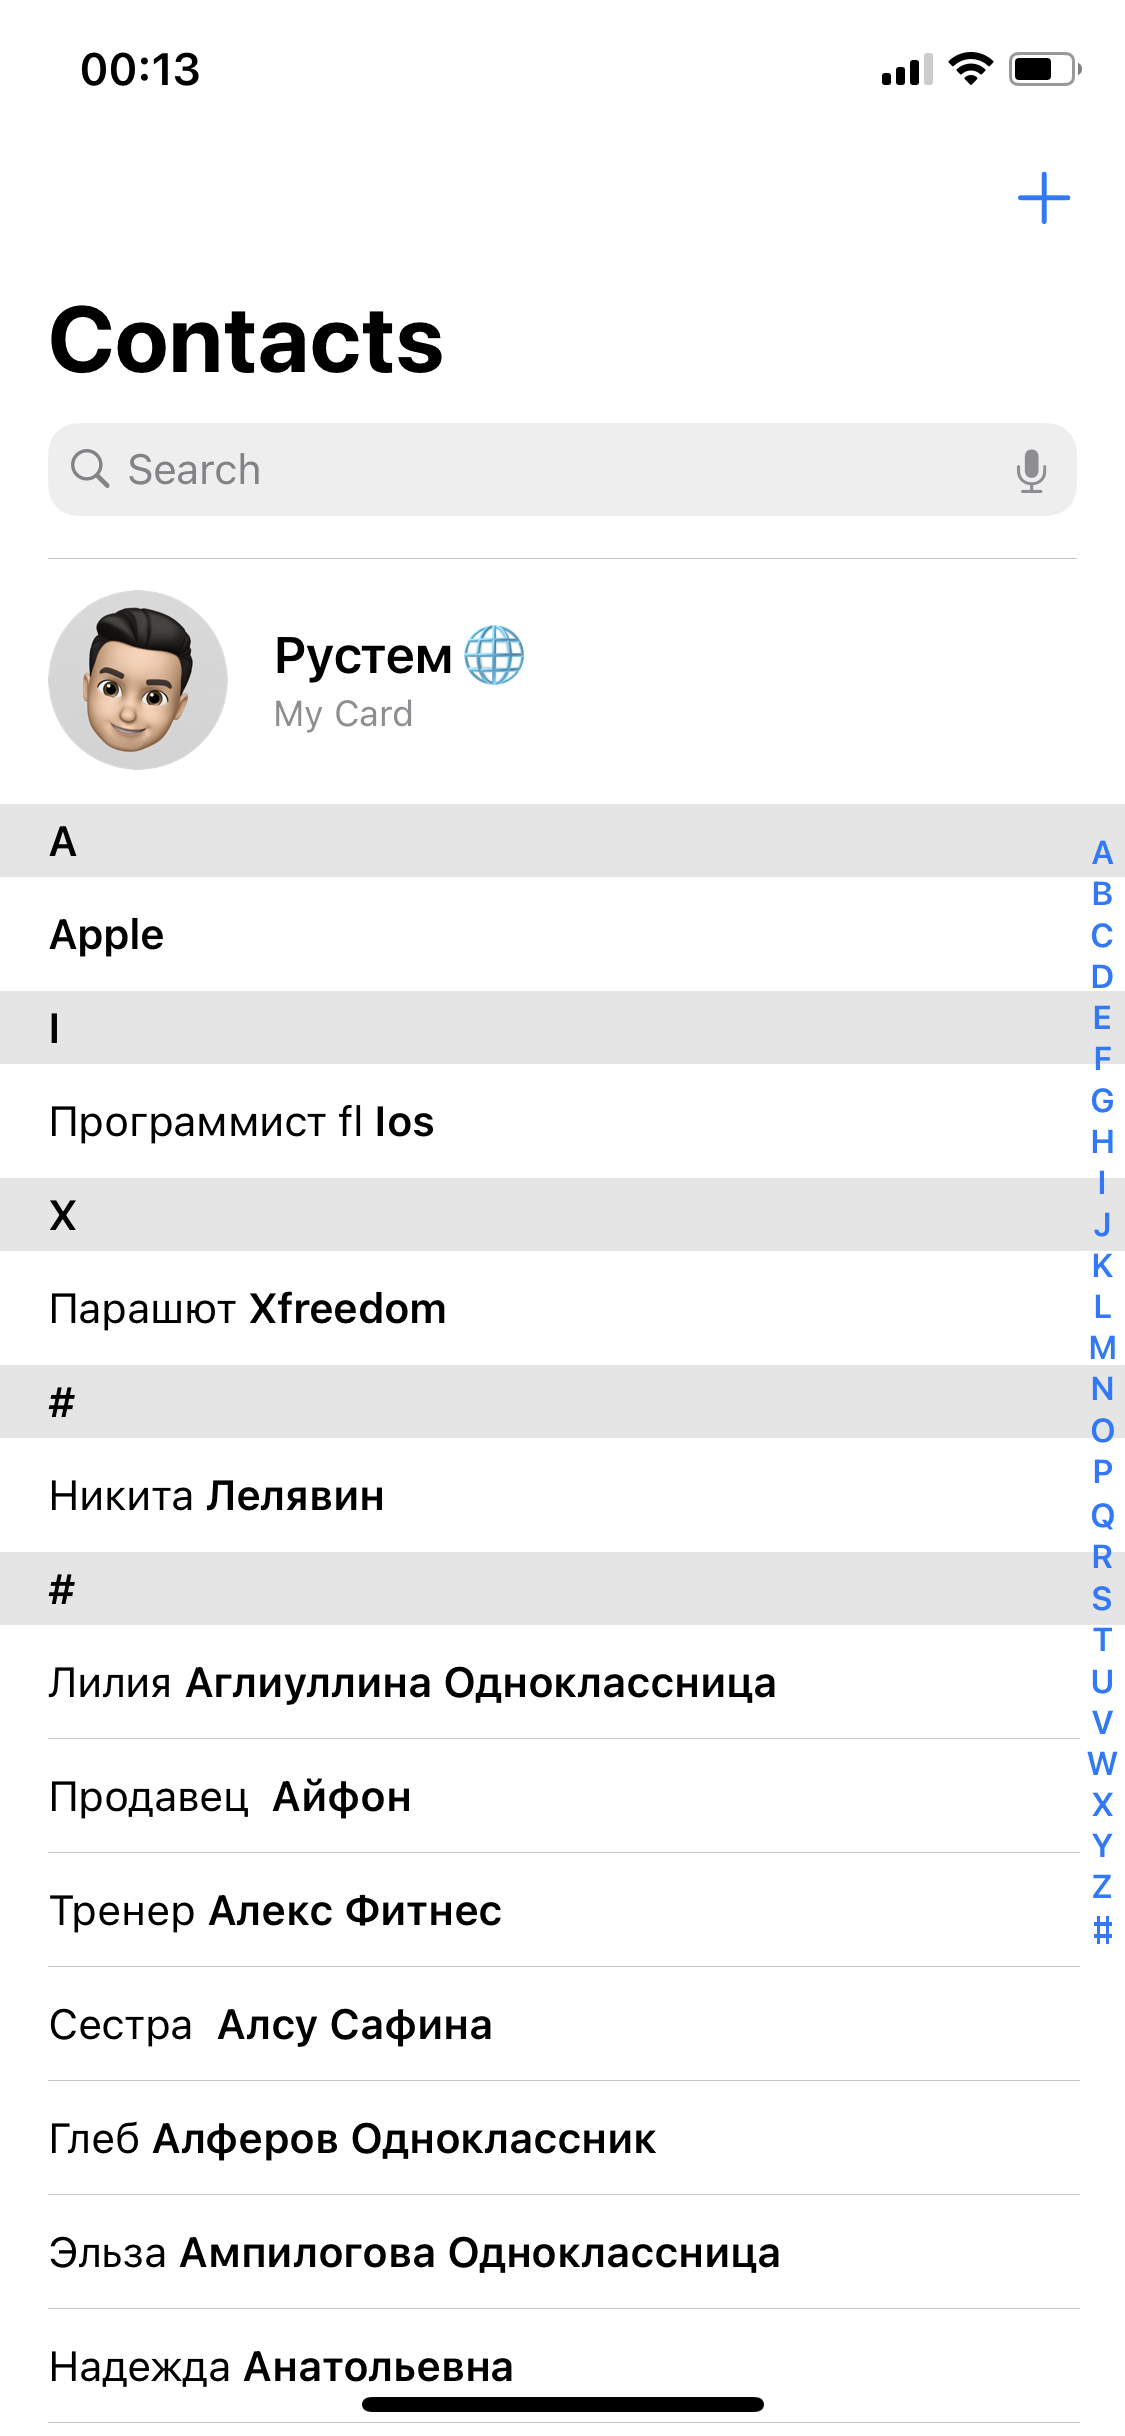 00:13
Contacts
Search
Рустем 🌐
My Card
A
Apple
I
Программист fl Ios
X
Парашют Xfreedom
#
Никита Лелявин
#
Лилия Аглиуллина Одноклассница
Продавец  Айфон
Тренер Алекс Фитнес
Сестра  Алсу Сафина
Глеб Алферов Одноклассник
Эльза Ампилогова Одноклассница
Надежда Анатольевна
A
B
C
D
E
F
G
H
I
J
K
L
M
N
O
P
Q
R
S
T
U
V
W
X
Y
Z
#